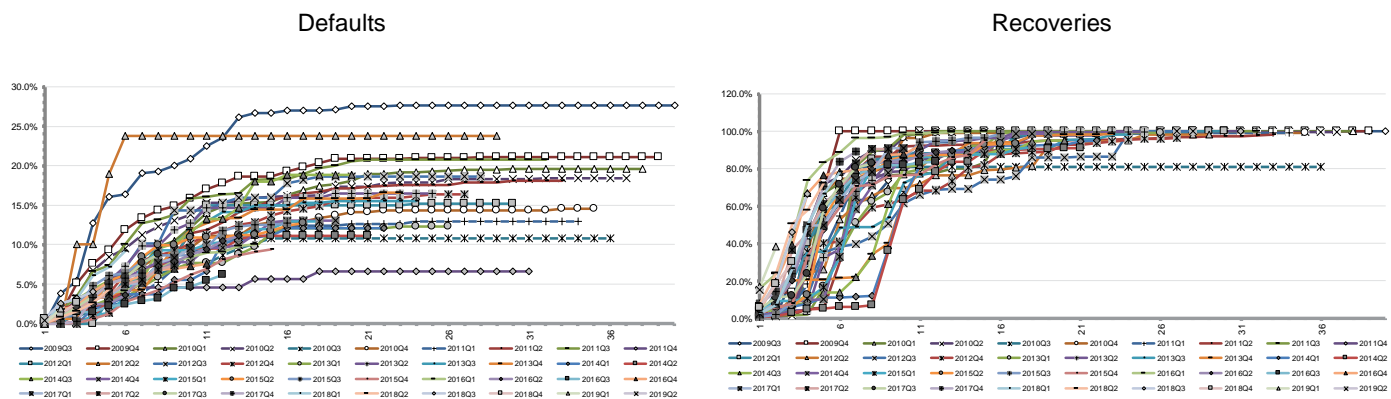 Defaults
Recoveries
30.0%
25.0%
20.0%
15.0%
10.0%
5.0%
0.0%
1 6 11 16 21 26 31 36
2009Q3 2009Q4 2010Q1 2010Q2 2010Q3 2010Q4 2011Q1 2011Q2 2011Q3 2011Q4
2012Q1 2012Q2 2012Q3 2012Q4 2013Q1 2013Q2 2013Q3 2013Q4 2014Q1 2014Q2
2014Q3 2014Q4 2015Q1 2015Q2 2015Q3 2015Q4 2016Q1 2016Q2 2016Q3 2016Q4
2017Q1 2017Q2 2017Q3 2017Q4 2018Q1 2018Q2 2018Q3 2018Q4 2019Q1 2019Q2
120.0%
100.0%
80.0%
60.0%
40.0%
20.0%
0.0%
1 6 11 16 21 26 31 36
2009Q3 2009Q4 2010Q1 2010Q2 2010Q3 2010Q4 2011Q1 2011Q2 2011Q3 2011Q4
2012Q1 2012Q2 2012Q3 2012Q4 2013Q1 2013Q2 2013Q3 2013Q4 2014Q1 2014Q2
2014Q3 2014Q4 2015Q1 2015Q2 2015Q3 2015Q4 2016Q1 2016Q2 2016Q3 2016Q4
2017Q1 2017Q2 2017Q3 2017Q4 2018Q1 2018Q2 2018Q3 2018Q4 2019Q1 2019Q2